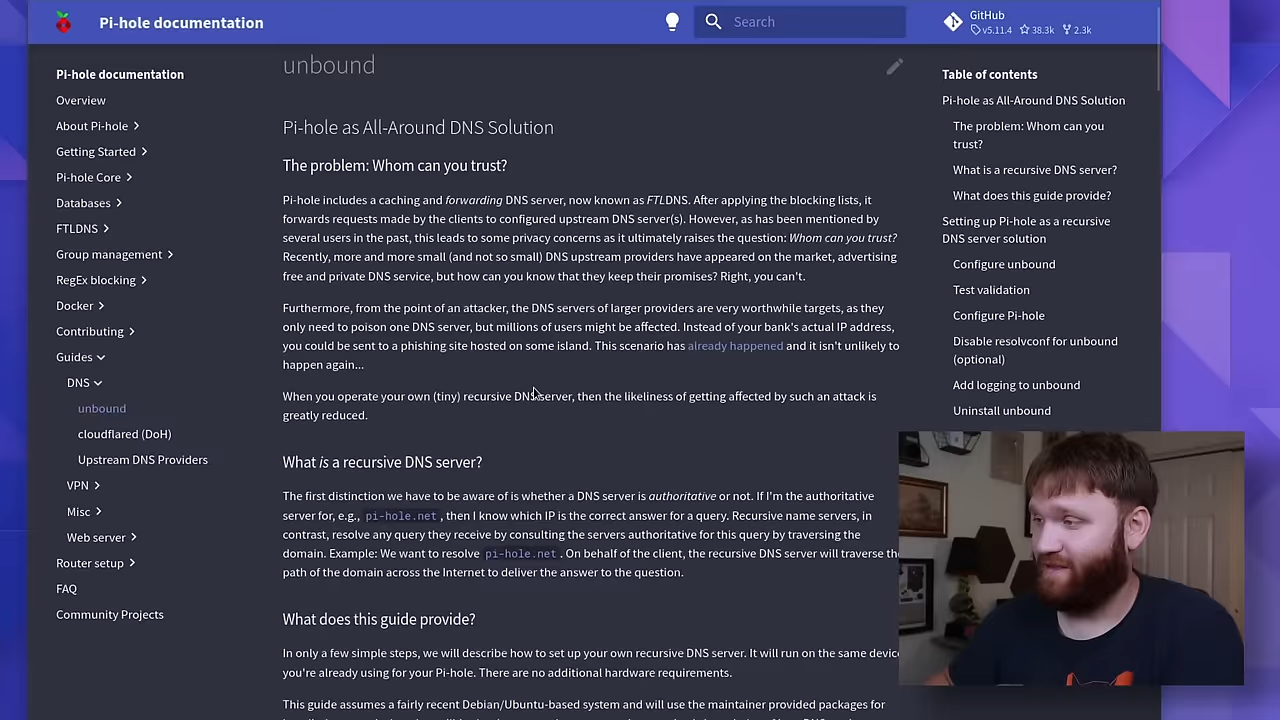 Pi-hole documentation
Search
GitHub
v5.11.4 38.3k 2.3k
Pi-hole documentation
Overview
About Pi-hole
Getting Started
Pi-hole Core
Databases
FTLDNS
Group management
RegEx blocking
Docker
Contributing
Guides
DNS
unbound
cloudflared (DoH)
Upstream DNS Providers
VPN
Misc
Web server
Router setup
FAQ
Community Projects
unbound
Pi-hole as All-Around DNS Solution
The problem: Whom can you trust?
Pi-hole includes a caching and forwarding DNS server, now known as FTLDNS. After applying the blocking lists, it
forwards requests made by the clients to configured upstream DNS server(s). However, as has been mentioned by
several users in the past, this leads to some privacy concerns as it ultimately raises the question: Whom can you trust?
Recently, more and more small (and not so small) DNS upstream providers have appeared on the market, advertising
free and private DNS service, but how can you know that they keep their promises? Right, you can't.
Furthermore, from the point of an attacker, the DNS servers of larger providers are very worthwhile targets, as they
only need to poison one DNS server, but millions of users might be affected. Instead of your bank's actual IP address,
you could be sent to a phishing site hosted on some island. This scenario has already happened and it isn't unlikely to
happen again...
When you operate your own (tiny) recursive DNS server, then the likeliness of getting affected by such an attack is
greatly reduced.
What is a recursive DNS server?
The first distinction we have to be aware of is whether a DNS server is authoritative or not. If I'm the authoritative
server for, e.g., pi-hole.net, then I know which IP is the correct answer for a query. Recursive name servers, in
contrast, resolve any query they receive by consulting the servers authoritative for this query by traversing the
domain. Example: We want to resolve pi-hole.net. On behalf of the client, the recursive DNS server will traverse the
path of the domain across the Internet to deliver the answer to the question.
What does this guide provide?
In only a few simple steps, we will describe how to set up your own recursive DNS server. It will run on the same device
you're already using for your Pi-hole. There are no additional hardware requirements.
This guide assumes a fairly recent Debian/Ubuntu-based system and will use the maintainer provided packages for
Table of contents
Pi-hole as All-Around DNS Solution
The problem: Whom can you
trust?
What is a recursive DNS server?
What does this guide provide?
Setting up Pi-hole as a recursive
DNS server solution
Configure unbound
Test validation
Configure Pi-hole
Disable resolvconf for unbound
(optional)
Add logging to unbound
Uninstall unbound